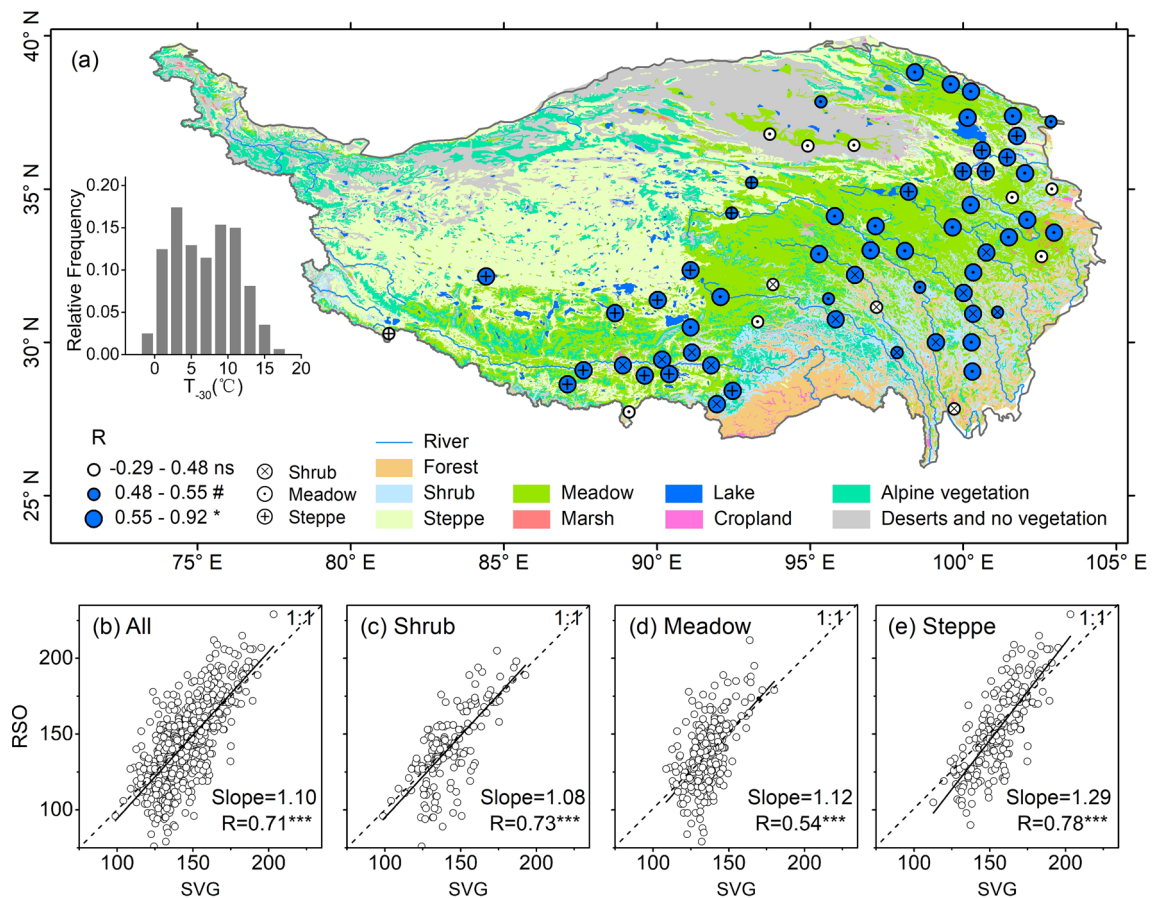 (a)
40° N
35° N
30° N
25° N
75° E
80° E
85° E
90° E
95° E
100° E
105° E
Relative Frequency
0.20
0.15
0.10
0.05
0.00
0
5
10
15
20
T-30(℃)
R
-0.29 - 0.48 ns
0.48 - 0.55 #
0.55 - 0.92 *
Shrub
Meadow
Steppe
River
Forest
Shrub
Steppe
Meadow
Marsh
Lake
Cropland
Alpine vegetation
Deserts and no vegetation
RSO
200
150
100
(b) All
1:1
Slope=1.10
R=0.71***
100
150
200
SVG
(c) Shrub
1:1
Slope=1.08
R=0.73***
100
150
200
SVG
(d) Meadow
1:1
Slope=1.12
R=0.54***
100
150
200
SVG
(e) Steppe
1:1
Slope=1.29
R=0.78***
100
150
200
SVG